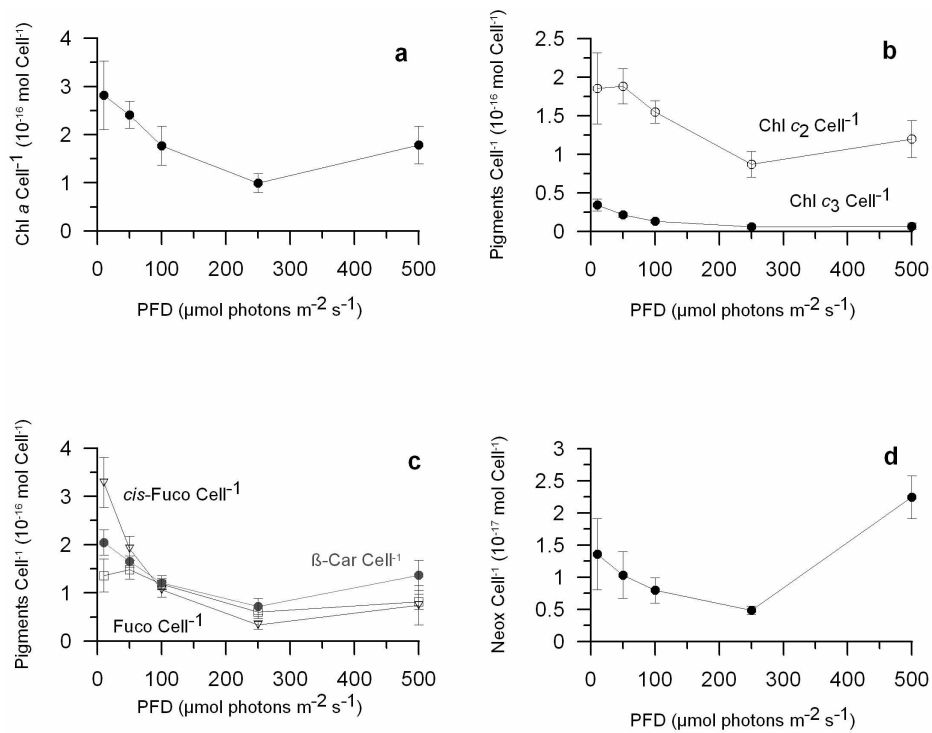 a
Chl a Cell⁻¹ (10⁻¹⁶ mol Cell⁻¹)
4
3
2
1
0
0 100 200 300 400 500
PFD (µmol photons m⁻² s⁻¹)
b
Pigments Cell⁻¹ (10⁻¹⁶ mol Cell⁻¹)
2.5
2
1.5
1
0.5
0
Chl c₂ Cell⁻¹
Chl c₃ Cell⁻¹
0 100 200 300 400 500
PFD (µmol photons m⁻² s⁻¹)
c
Pigments Cell⁻¹ (10⁻¹⁶ mol Cell⁻¹)
4
3
2
1
0
cis-Fuco Cell⁻¹
ß-Car Cell⁻¹
Fuco Cell⁻¹
0 100 200 300 400 500
PFD (µmol photons m⁻² s⁻¹)
d
Neox Cell⁻¹ (10⁻¹⁷ mol Cell⁻¹)
3
2.5
2
1.5
1
0.5
0
0 100 200 300 400 500
PFD (µmol photons m⁻² s⁻¹)